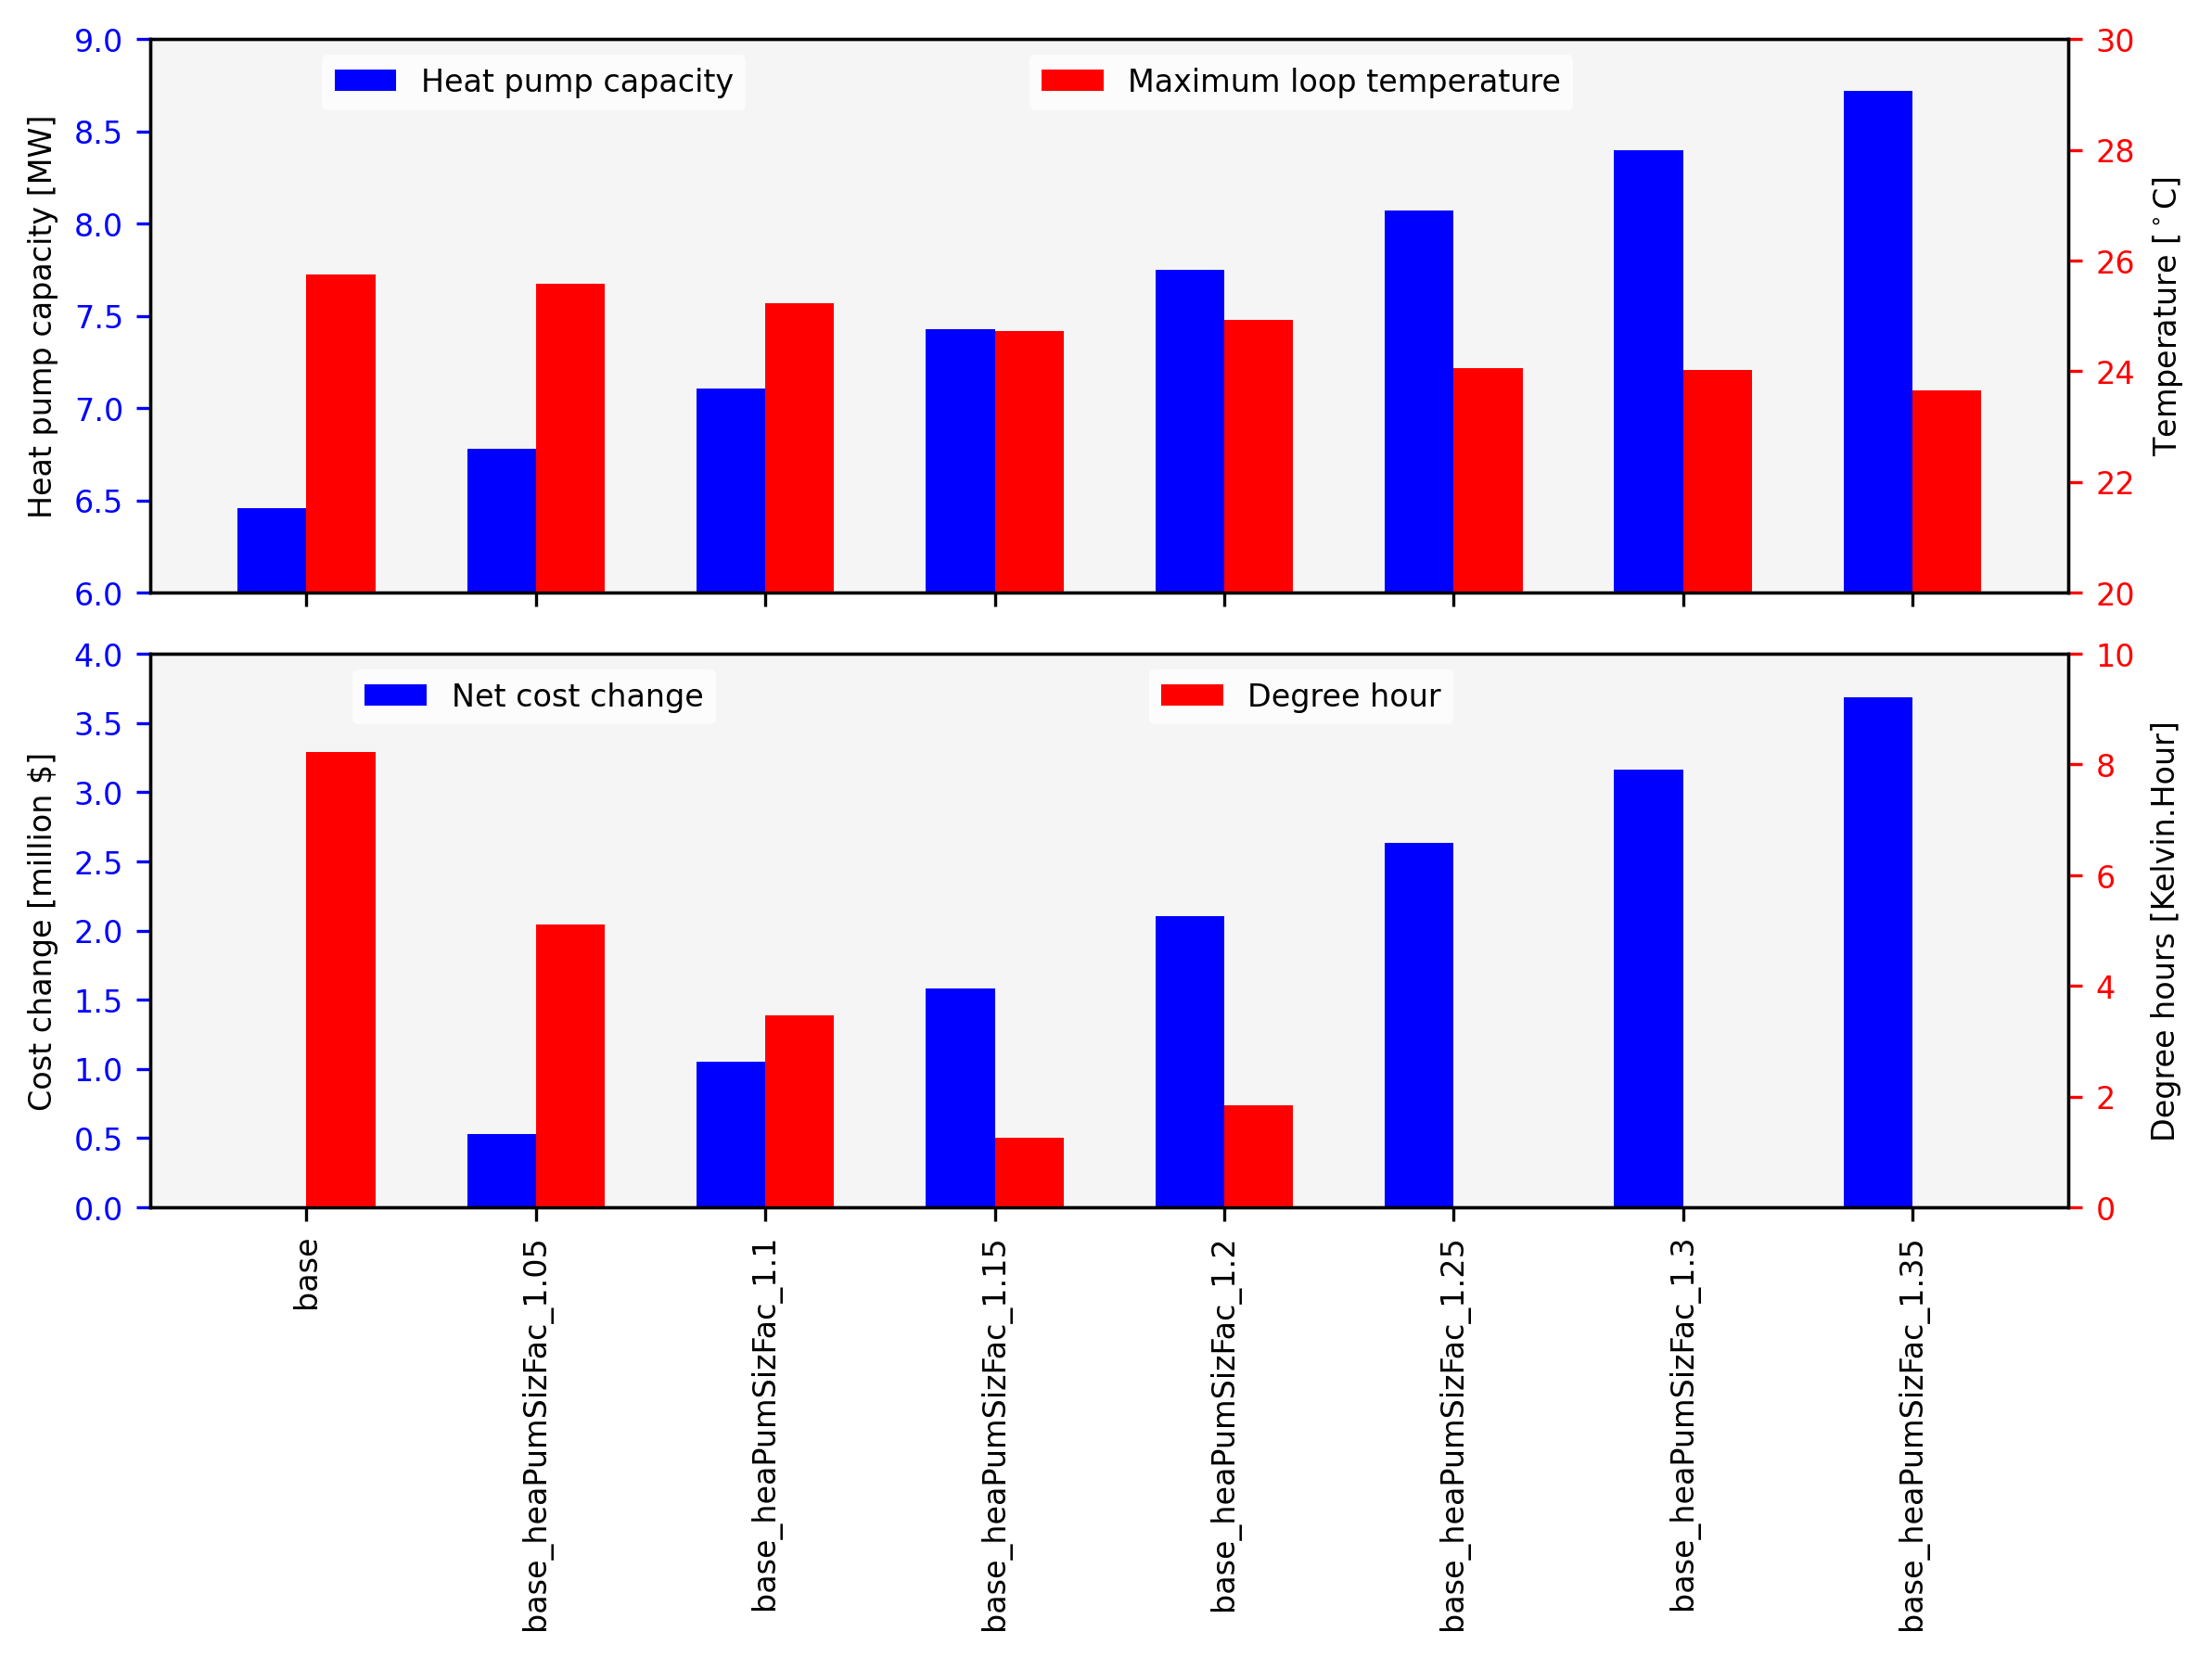 Heat pump capacity
Maximum loop temperature
Heat pump capacity [MW]
9.0
8.5
8.0
7.5
7.0
6.5
6.0
30
28
26
24
22
20
Temperature [°C]
Net cost change
Degree hour
Cost change [million $]
4.0
3.5
3.0
2.5
2.0
1.5
1.0
0.5
0.0
10
8
6
4
2
0
Degree hours [Kelvin.Hour]
base
base_heaPumSizFac_1.05
base_heaPumSizFac_1.1
base_heaPumSizFac_1.15
base_heaPumSizFac_1.2
base_heaPumSizFac_1.25
base_heaPumSizFac_1.3
base_heaPumSizFac_1.35